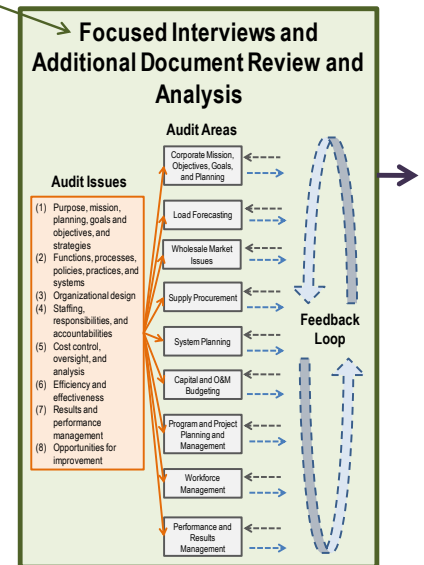 Focused Interviews and
Additional Document Review and
Analysis
Audit Areas
Audit Issues
(1) Purpose, mission,
planning, goals and
objectives, and
strategies
(2) Functions, processes,
policies, practices, and
systems
(3) Organizational design
(4) Staffing,
responsibilities, and
accountabilities
(5) Cost control,
oversight, and
analysis
(6) Efficiency and
effectiveness
(7) Results and
performance
management
(8) Opportunities for
improvement
Corporate Mission,
Objectives, Goals,
and Planning
Load Forecasting
Wholesale Market
Issues
Supply Procurement
System Planning
Capital and O&M
Budgeting
Program and Project
Planning and
Management
Workforce
Management
Performance and
Results
Management
Feedback
Loop